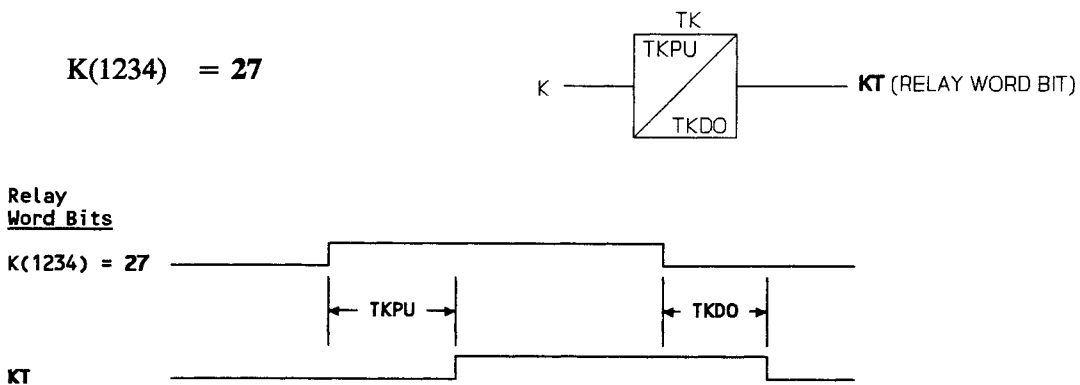 TK
TKPU
K(1234) = 27
K
KT (RELAY WORD BIT)
TKDO
Relay
Word Bits
K(1234) = 27
TKPU
TKDO
KT